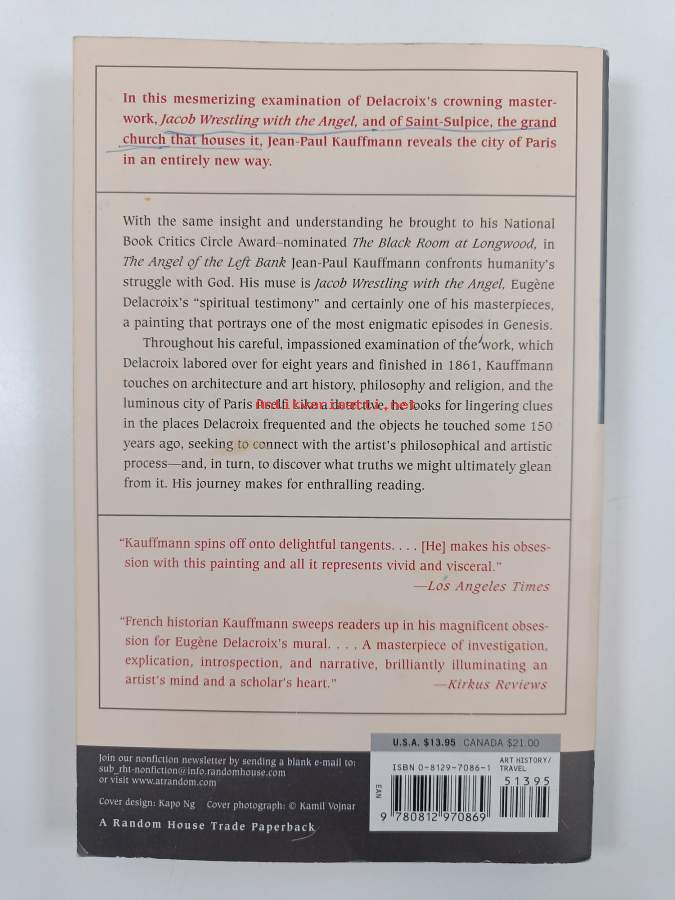 In this mesmerizing examination of Delacroix's crowning master-
work, Jacob Wrestling with the Angel, and of Saint-Sulpice, the grand
church that houses it, Jean-Paul Kauffmann reveals the city of Paris
in an entirely new way.
With the same insight and understanding he brought to his National
Book Critics Circle Award–nominated The Black Room at Longwood, in
The Angel of the Left Bank Jean-Paul Kauffmann confronts humanity's
struggle with God. His muse is Jacob Wrestling with the Angel, Eugène
Delacroix's “spiritual testimony” and certainly one of his masterpieces,
a painting that portrays one of the most enigmatic episodes in Genesis.
Throughout his careful, impassioned examination of the work, which
Delacroix labored over for eight years and finished in 1861, Kauffmann
touches on architecture and art history, philosophy and religion, and the
luminous city of Paris itself. Like a detective, he looks for lingering clues
in the places Delacroix frequented and the objects he touched some 150
years ago, seeking to connect with the artist's philosophical and artistic
process—and, in turn, to discover what truths we might ultimately glean
from it. His journey makes for enthralling reading.
“Kauffmann spins off onto delightful tangents. . . . [He] makes his obses-
sion with this painting and all it represents vivid and visceral.”
—Los Angeles Times
“French historian Kauffmann sweeps readers up in his magnificent obses-
sion for Eugène Delacroix's mural. . . . A masterpiece of investigation,
explication, introspection, and narrative, brilliantly illuminating an
artist's mind and a scholar's heart.” —Kirkus Reviews
U.S.A. $13.95 CANADA $21.00
Join our nonfiction newsletter by sending a blank e-mail to:
sub_rht-nonfiction@info.randomhouse.com
or visit www.atrandom.com
Cover design: Kapo Ng Cover photograph: © Kamil Vojnar
A Random House Trade Paperback
ISBN 0-8129-7086-1
ART HISTORY/
TRAVEL
51395
EAN
9 780812 970869